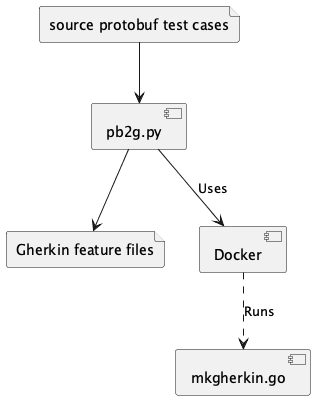 source protobuf test cases
pb2g.py
Uses
Gherkin feature files
Docker
Runs
mkgherkin.go